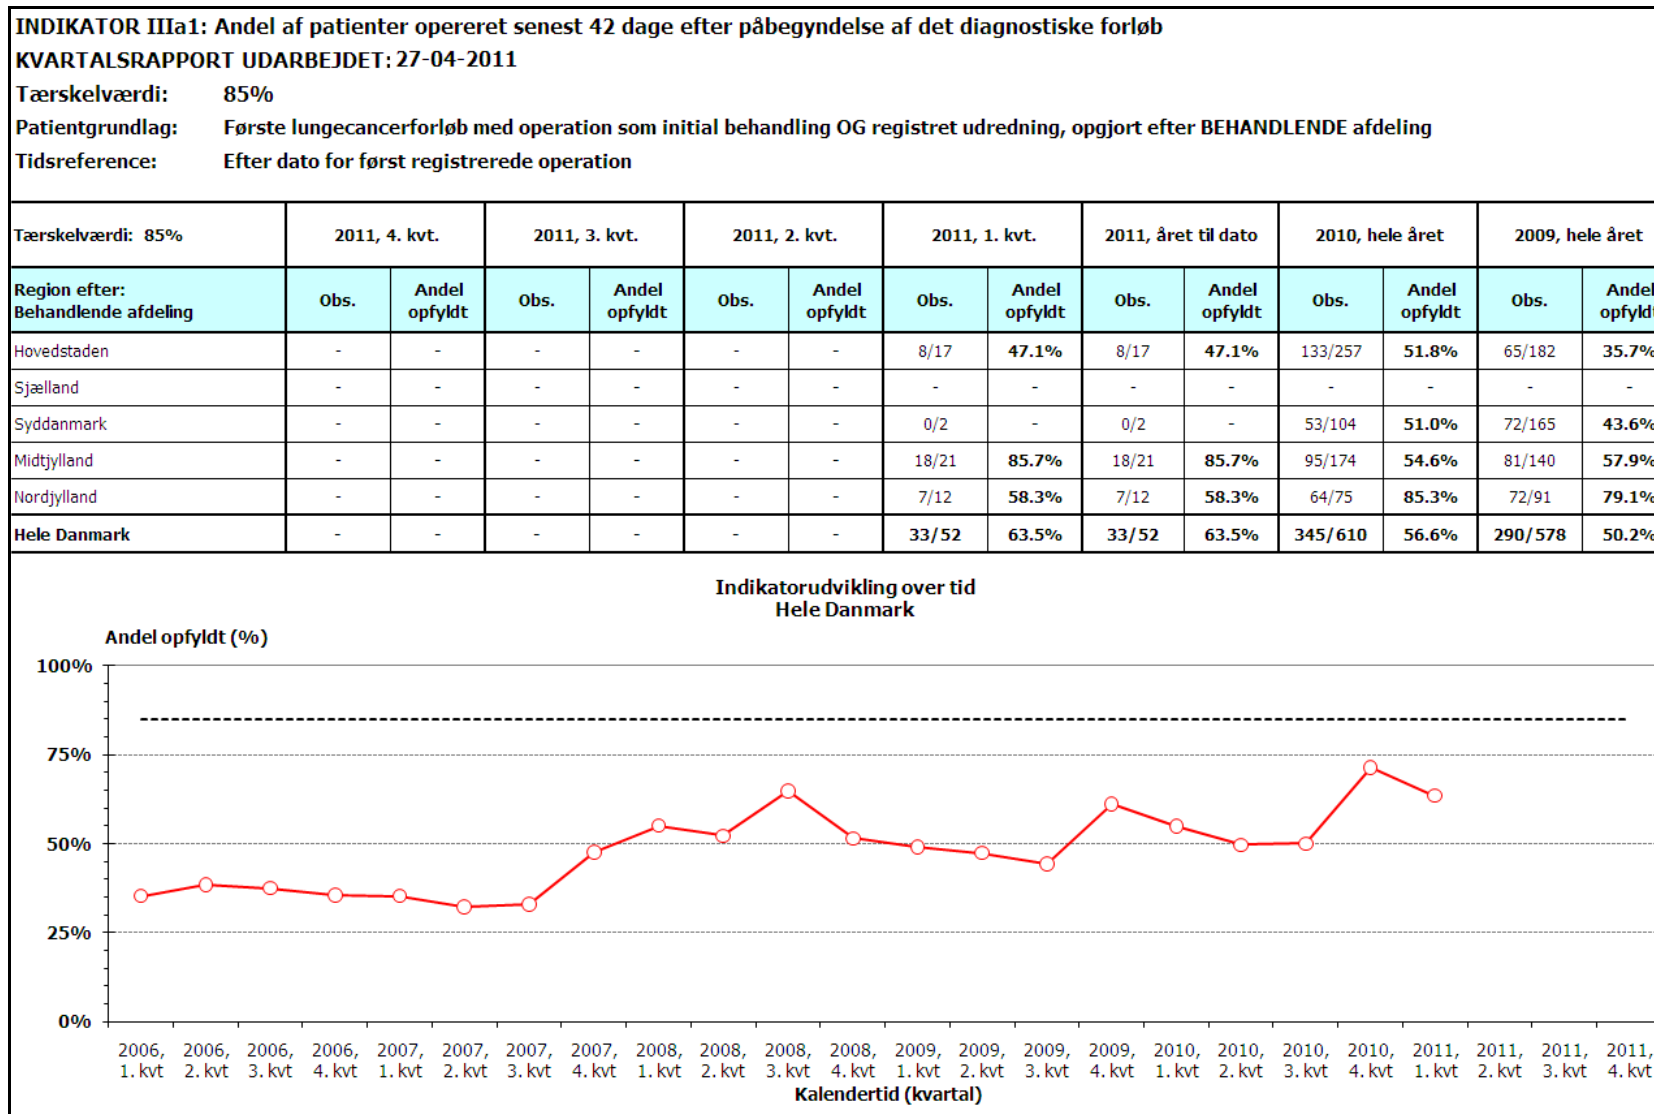 INDIKATOR IIIa1: Andel af patienter opereret senest 42 dage efter påbegyndelse af det diagnostiske forløb
KVARTALSRAPPORT UDARBEJDET: 27-04-2011
Tærskelværdi: 85%
Patientgrundlag: Første lungecancerforløb med operation som initial behandling OG registret udredning, opgjort efter BEHANDLENDE afdeling
Tidsreference: Efter dato for først registrerede operation
Tærskelværdi: 85% 2011, 4. kvt. 2011, 3. kvt. 2011, 2. kvt. 2011, 1. kvt. 2011, året til dato 2010, hele året 2009, hele året
Region efter: Andel Andel Andel Andel Andel Andel Andel
Behandlende afdeling Obs. opfyldt Obs. opfyldt Obs. opfyldt Obs. opfyldt Obs. opfyldt Obs. opfyldt Obs. opfyldt
Hovedstaden - - - - - - 8/17 47.1% 8/17 47.1% 133/257 51.8% 65/182 35.7%
Sjælland - - - - - - - - - - - - - -
Syddanmark - - - - - - 0/2 - 0/2 - 53/104 51.0% 72/165 43.6%
Midtjylland - - - - - - 18/21 85.7% 18/21 85.7% 95/174 54.6% 81/140 57.9%
Nordjylland - - - - - - 7/12 58.3% 7/12 58.3% 64/75 85.3% 72/91 79.1%
Hele Danmark - - - - - - 33/52 63.5% 33/52 63.5% 345/610 56.6% 290/578 50.2%
Indikatorudvikling over tid
Hele Danmark
Andel opfyldt (%)
100%
75%
50%
25%
0%
2006, 2006, 2006, 2006, 2007, 2007, 2007, 2007, 2008, 2008, 2008, 2008, 2009, 2009, 2009, 2009, 2010, 2010, 2010, 2010, 2011, 2011, 2011, 2011,
1. kvt 2. kvt 3. kvt 4. kvt 1. kvt 2. kvt 3. kvt 4. kvt 1. kvt 2. kvt 3. kvt 4. kvt 1. kvt 2. kvt 3. kvt 4. kvt 1. kvt 2. kvt 3. kvt 4. kvt 1. kvt 2. kvt 3. kvt 4. kvt
Kalendertid (kvartal)